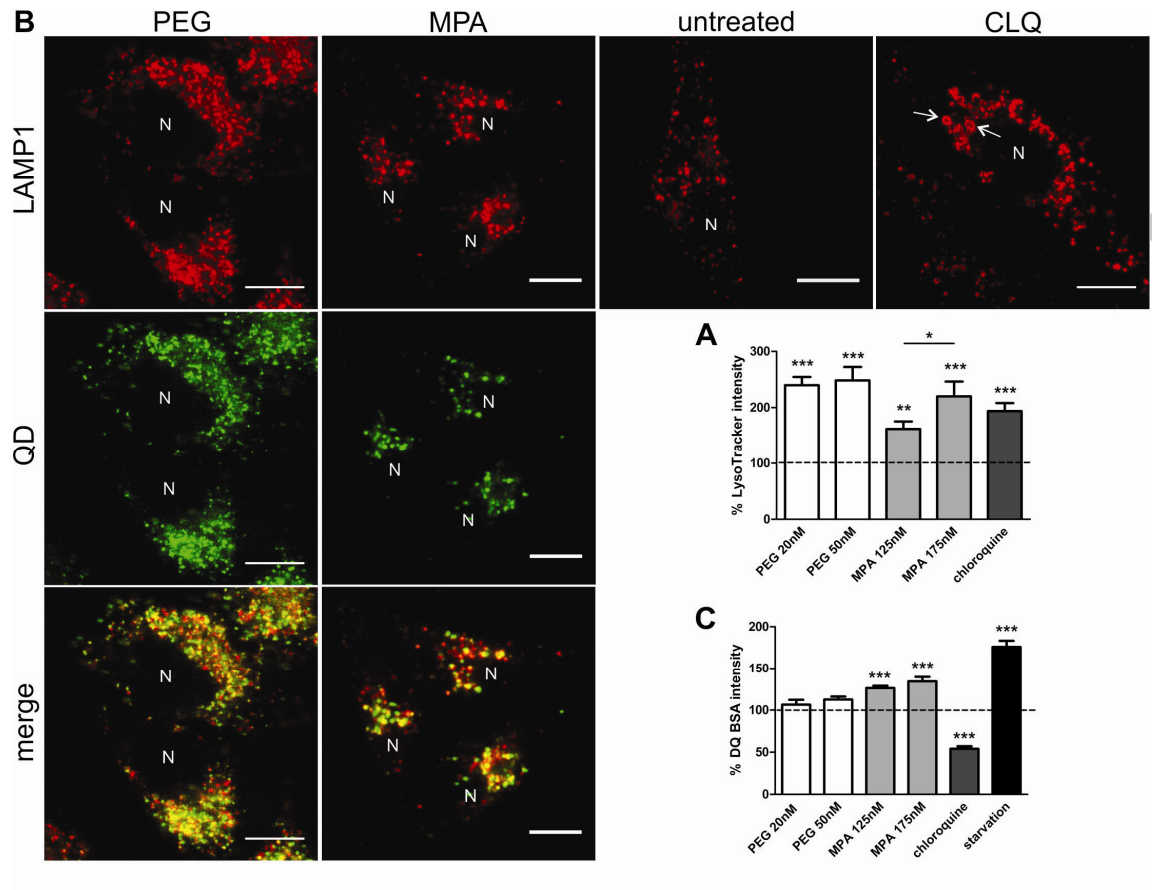 B
PEG MPA untreated CLQ
LAMP1
N N N N
N N
N
QD
N N
N N
N
merge
N N
N N
N
A
% LysoTracker intensity
300
200
100
0
***
***
**
*
***
***
PEG 20nM
PEG 50nM
MPA 125nM
MPA 175nM
chloroquine
C
% DQ BSA intensity
200
150
100
50
0
***
***
***
***
PEG 20nM
PEG 50nM
MPA 125nM
MPA 175nM
chloroquine
starvation